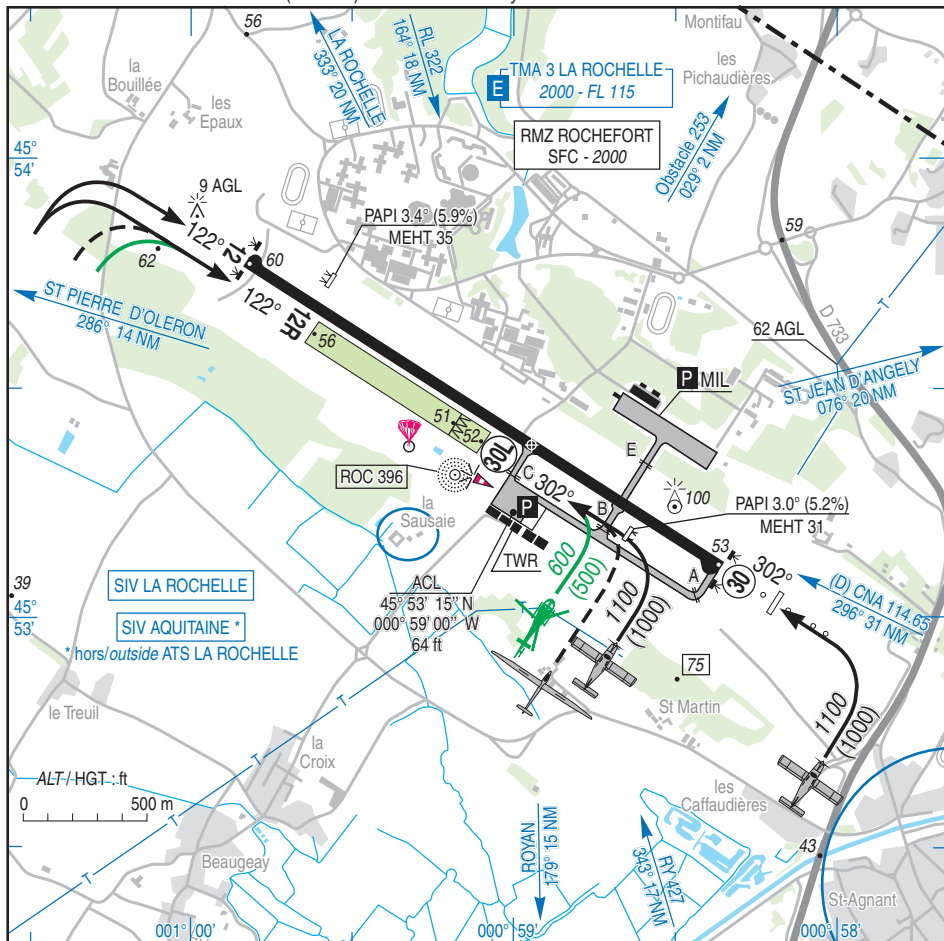 56
Montifau
la
Bouillée
les
Epaux
LA ROCHELLE
333° 20 NM
RL 322
164° 18 NM
E
TMA 3 LA ROCHELLE
2000 - FL 115
les
Pichaudières
RMZ ROCHEFORT
SFC - 2000
Obstacle 253
029° 2 NM
45°
54'
9 AGL
PAPI 3.4° (5.9%)
MEHT 35
122°
12
60
62
122°
12R
59
D 733
ST PIERRE D'OLERON
286° 14 NM
56
62 AGL
P MIL
ST JEAN D'ANGELY
076° 20 NM
51
52
30L
E
ROC 396
C
302°
100
la
Sausaie
P
B
PAPI 3.0° (5.2%)
MEHT 31
TWR
53
A
30
302°
600
(500)
1100
(1000)
(D) CNA 114.65
296° 31 NM
39
45°
53'
SIV LA ROCHELLE
ACL
45° 53' 15" N
000° 59' 00" W
64 ft
T
SIV AQUITAINE *
* hors/outside ATS LA ROCHELLE
75
St Martin
1100
(1000)
le Treuil
la
Croix
T
ALT / HGT : ft
0 500 m
les
Caffaudières
ROYAN
179° 15 NM
RY 427
343° 17 NM
43
Beaugeay
T
T
St-Agnant
001° 00'
000° 59'
000° 58'